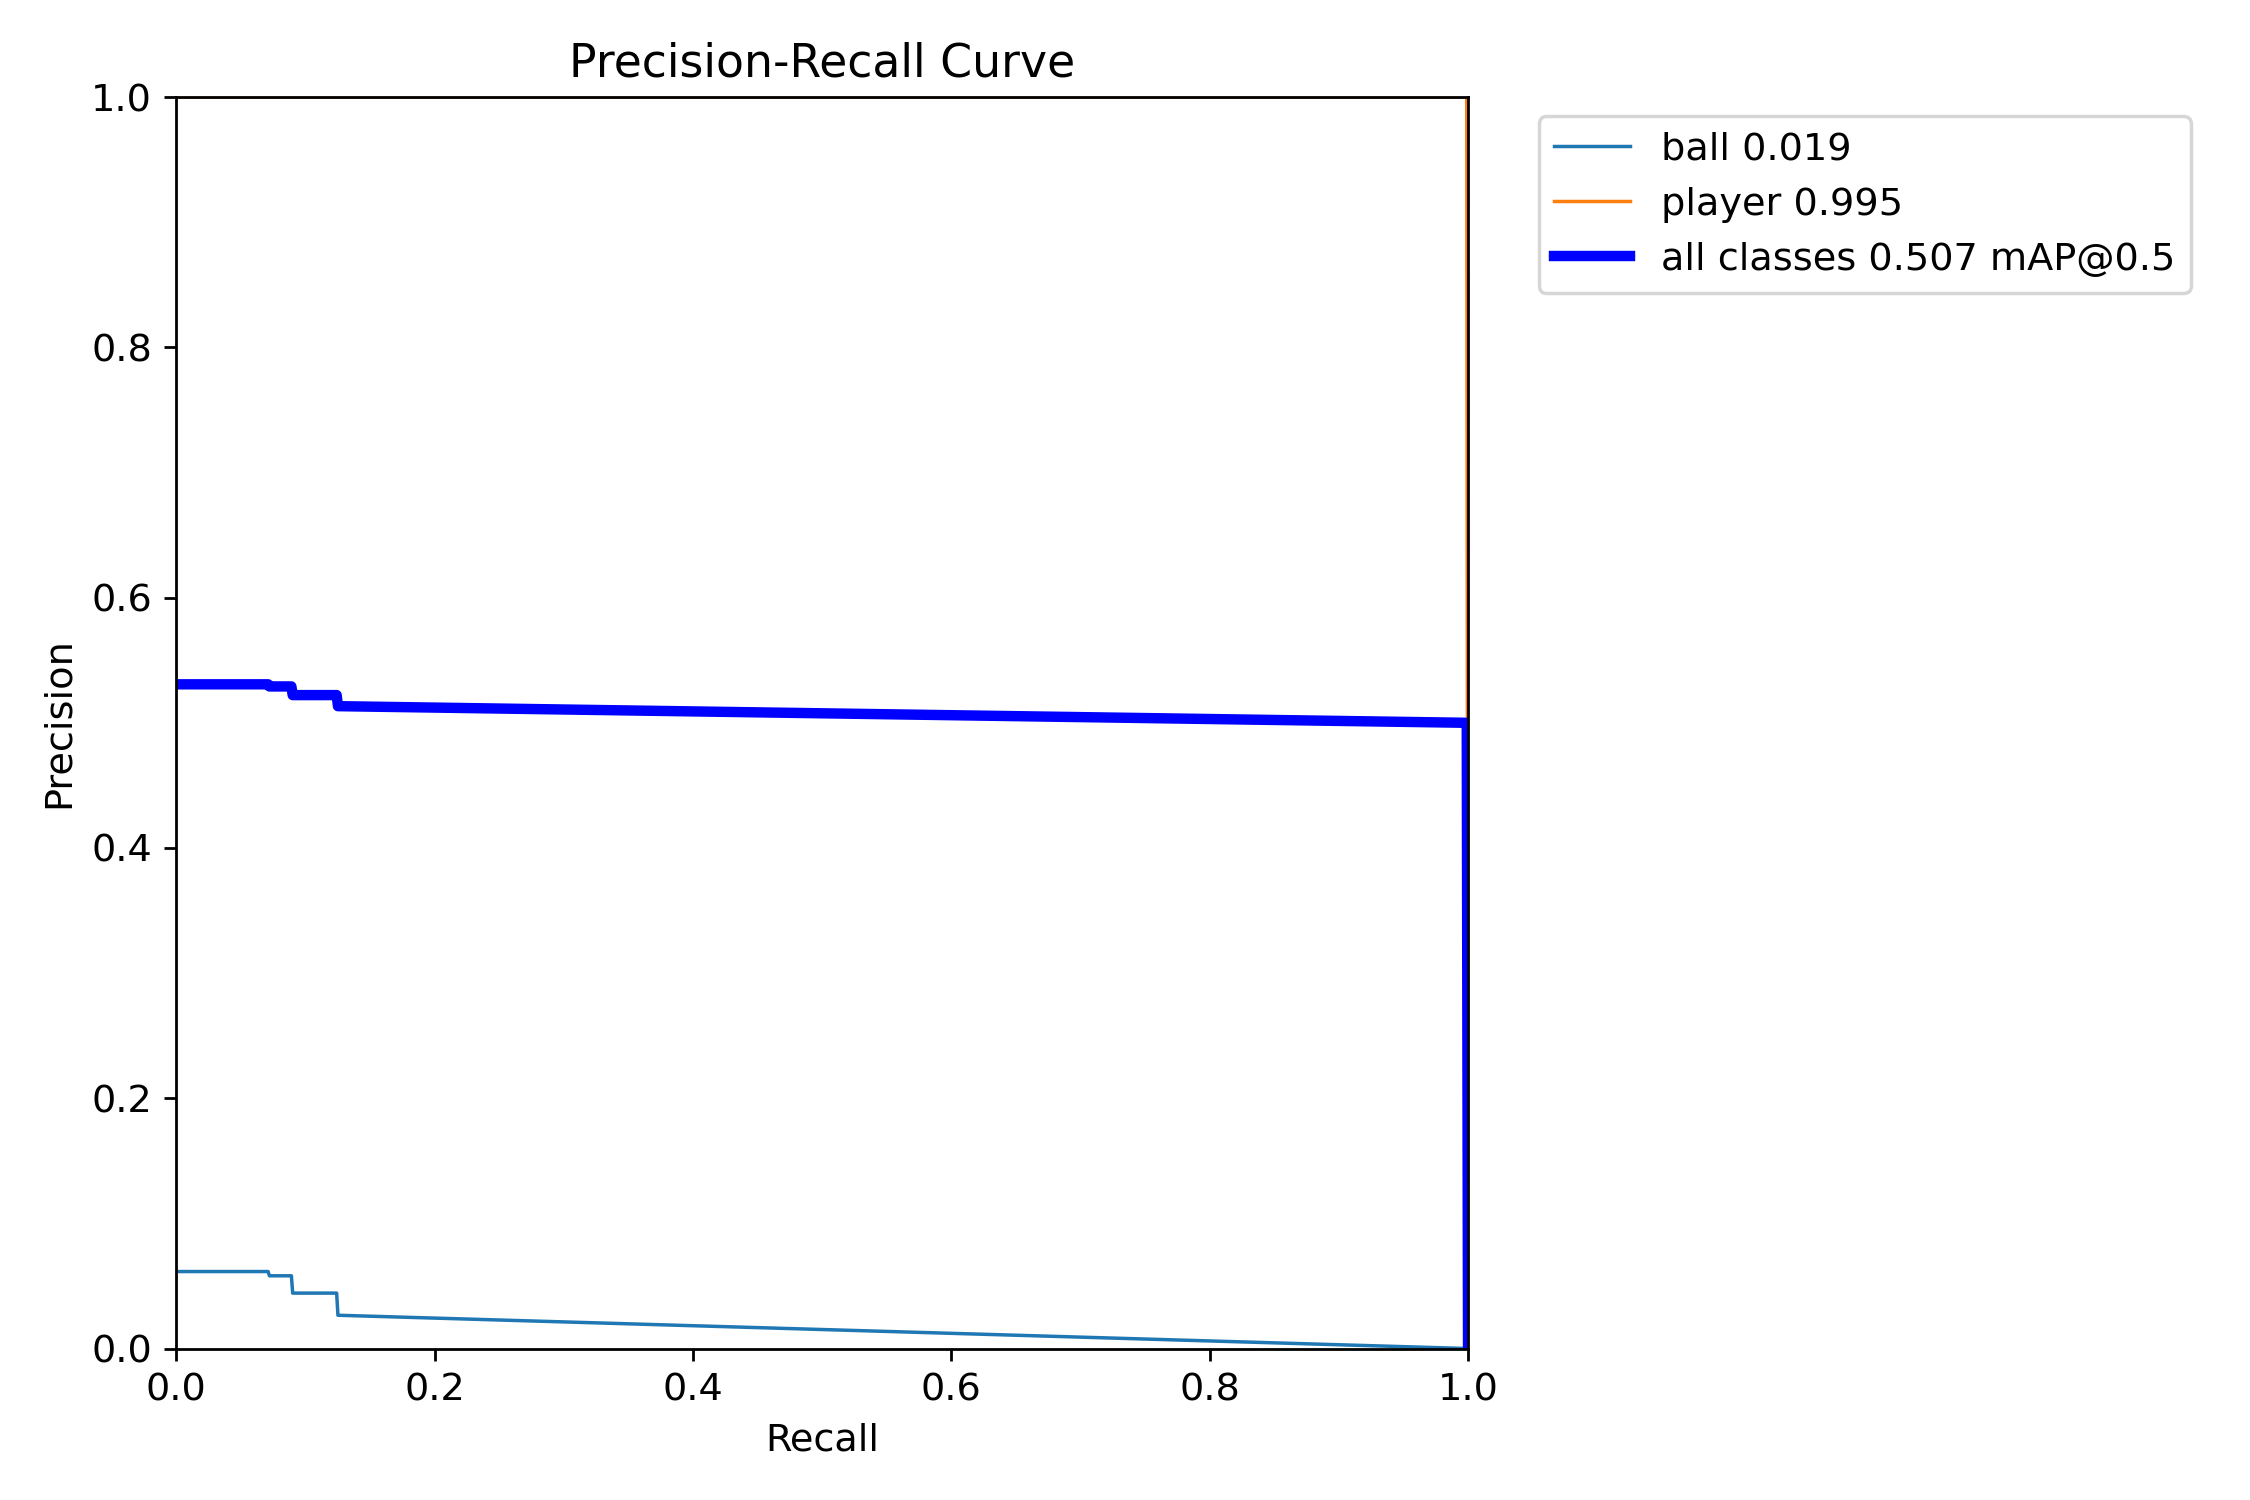 Precision-Recall Curve
1.0
0.8
0.6
0.4
0.2
0.0
Precision
0.0 0.2 0.4 0.6 0.8 1.0
Recall
ball 0.019
player 0.995
all classes 0.507 mAP@0.5